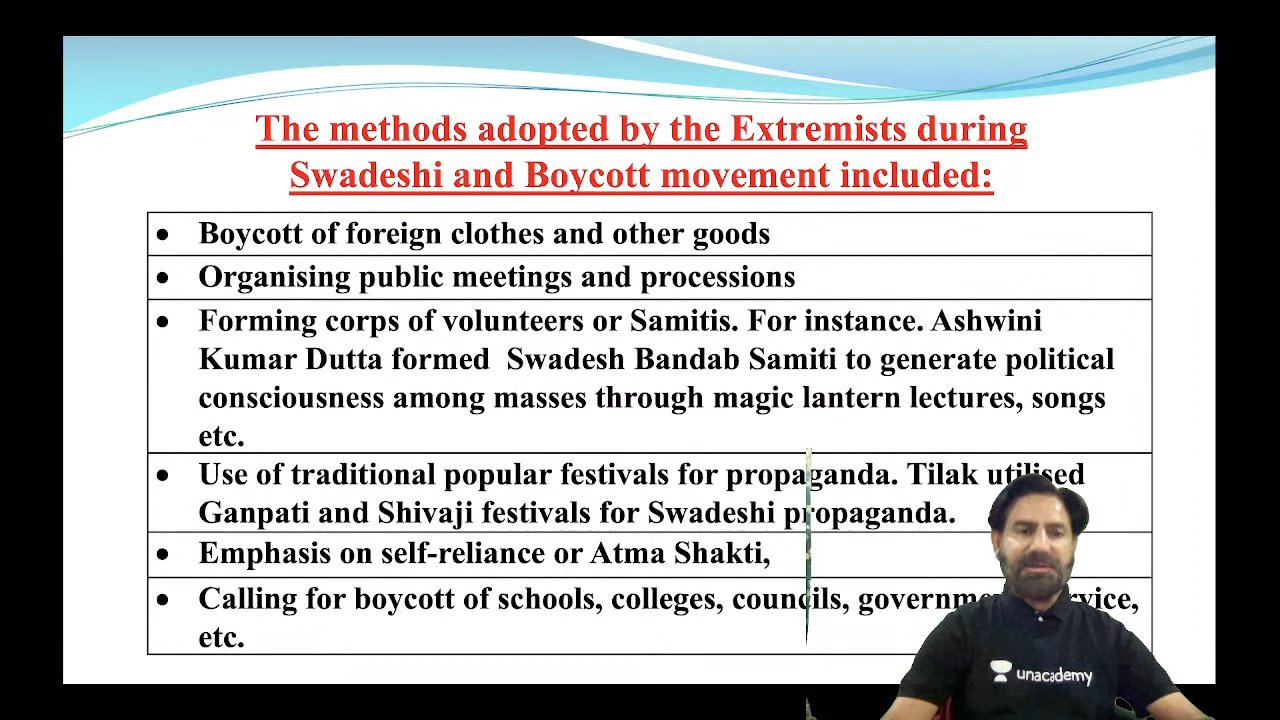 The methods adopted by the Extremists during
Swadeshi and Boycott movement included:
• Boycott of foreign clothes and other goods
• Organising public meetings and processions
• Forming corps of volunteers or Samitis. For instance. Ashwini
Kumar Dutta formed Swadesh Bandab Samiti to generate political
consciousness among masses through magic lantern lectures, songs
etc.
• Use of traditional popular festivals for propaganda. Tilak utilised
Ganpati and Shivaji festivals for Swadeshi propaganda.
• Emphasis on self-reliance or Atma Shakti,
• Calling for boycott of schools, colleges, councils, government service,
etc.
unacademy